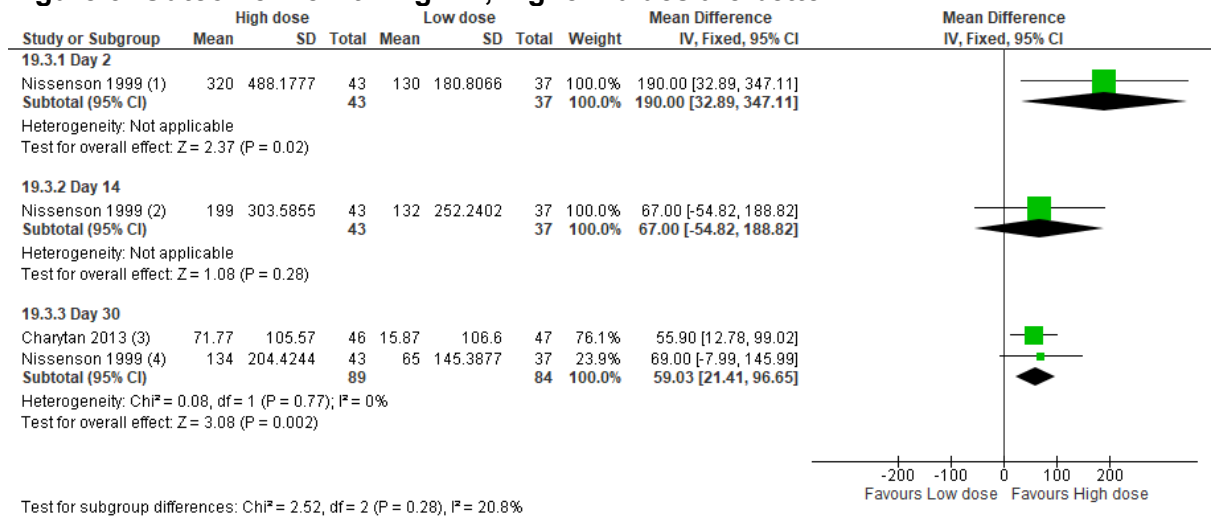 High dose Low dose Mean Difference Mean Difference
Study or Subgroup Mean SD Total Mean SD Total Weight IV, Fixed, 95% CI IV, Fixed, 95% CI
19.3.1 Day 2
Nissenson 1999 (1) 320 488.1777 43 130 180.8066 37 100.0% 190.00 [32.89, 347.11]
Subtotal (95% CI) 43 37 100.0% 190.00 [32.89, 347.11]
Heterogeneity: Not applicable
Test for overall effect: Z = 2.37 (P = 0.02)
19.3.2 Day 14
Nissenson 1999 (2) 199 303.5855 43 132 252.2402 37 100.0% 67.00 [-54.82, 188.82]
Subtotal (95% CI) 43 37 100.0% 67.00 [-54.82, 188.82]
Heterogeneity: Not applicable
Test for overall effect: Z = 1.08 (P = 0.28)
19.3.3 Day 30
Charytan 2013 (3) 71.77 105.57 46 15.87 106.6 47 76.1% 55.90 [12.78, 99.02]
Nissenson 1999 (4) 134 204.4244 43 65 145.3877 37 23.9% 69.00 [-7.99, 145.99]
Subtotal (95% CI) 89 84 100.0% 59.03 [21.41, 96.65]
Heterogeneity: Chi² = 0.08, df = 1 (P = 0.77); I² = 0%
Test for overall effect: Z = 3.08 (P = 0.002)
-200 -100 0 100 200
Favours Low dose Favours High dose
Test for subgroup differences: Chi² = 2.52, df = 2 (P = 0.28), I² = 20.8%